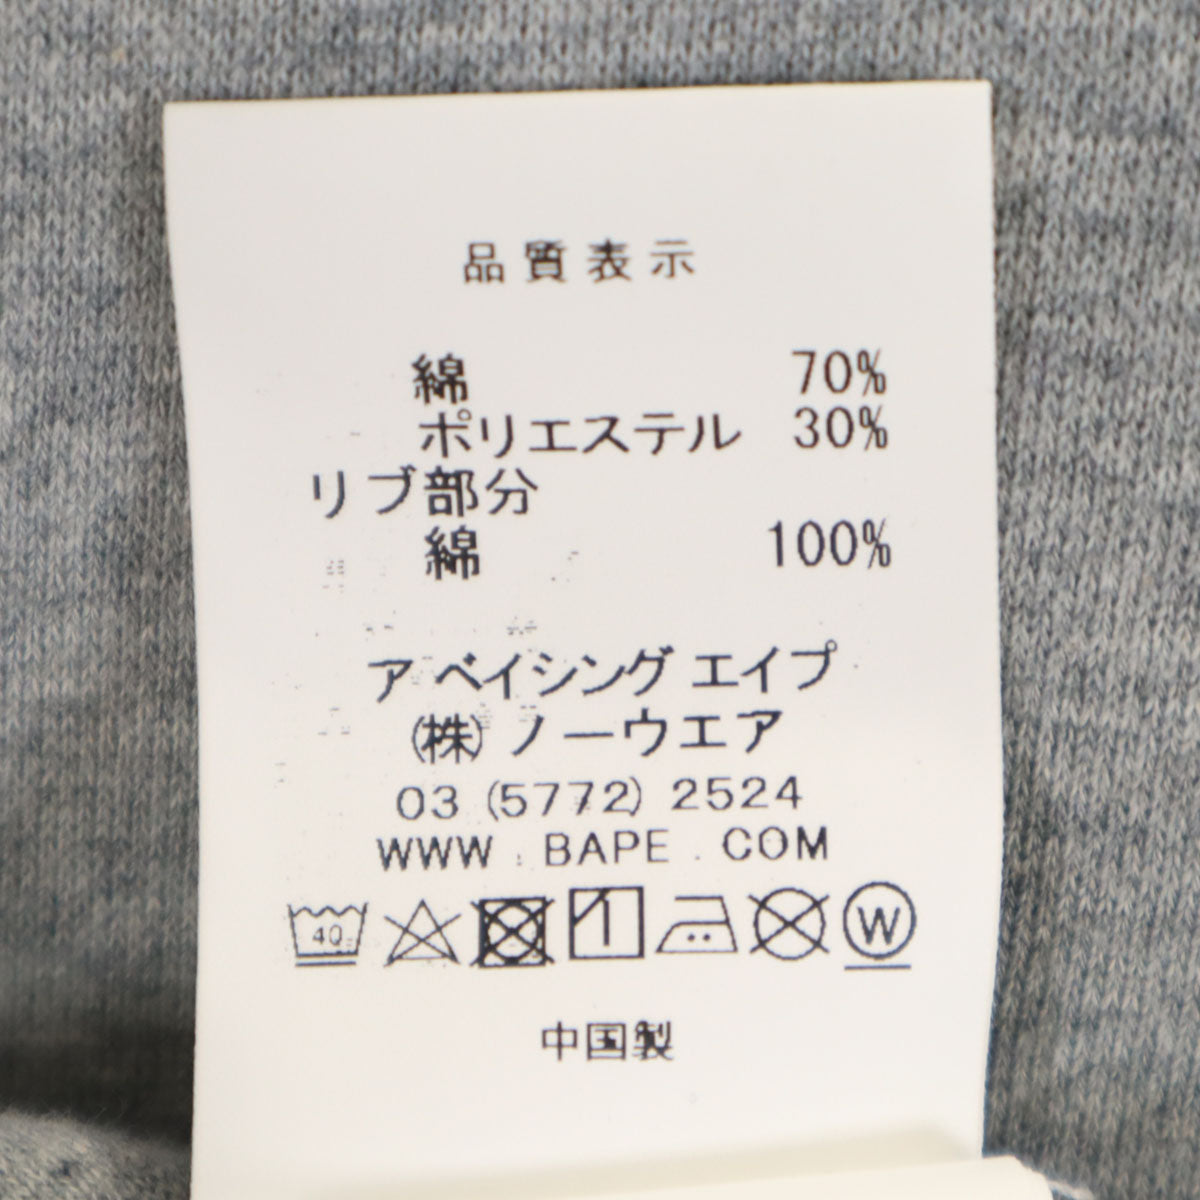 品質表示
綿 70%
ポリエステル 30%
リブ部分
綿 100%
ア ベイシング エイプ
(株) ノーウエア
03 (5772) 2524
WWW . BAPE . COM
40 W
中国製